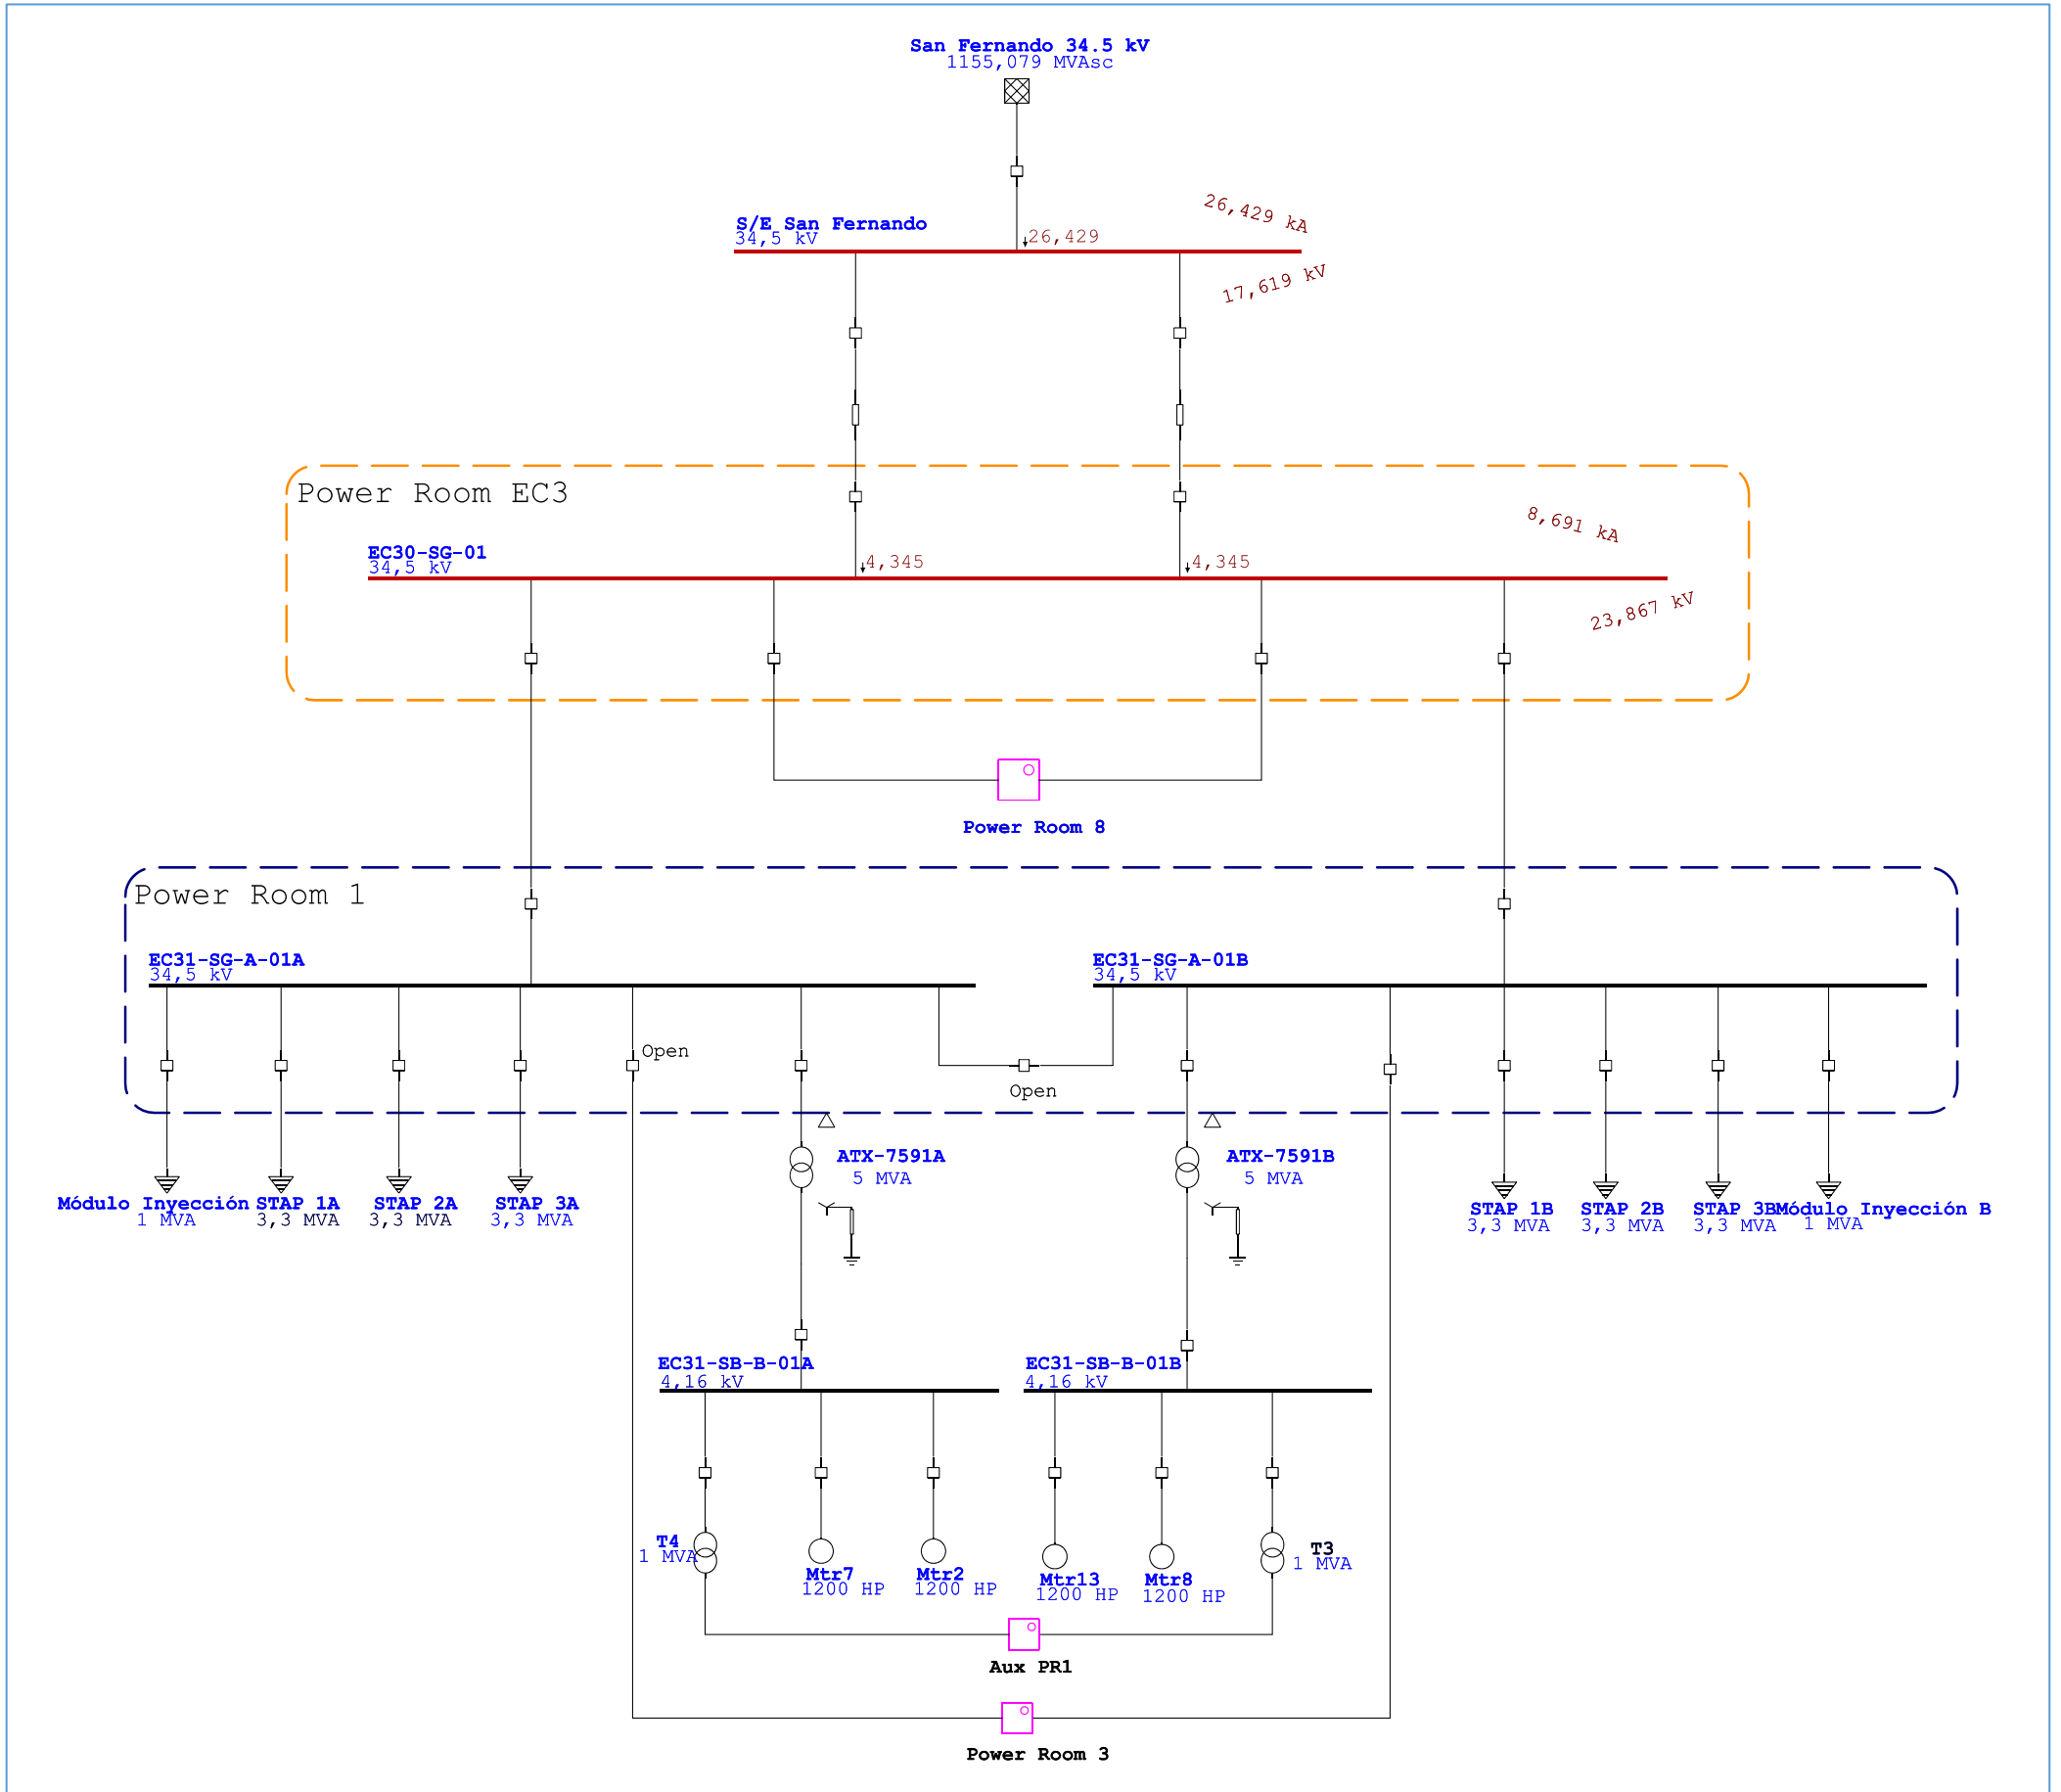 San Fernando 34.5 kV
1155,079 MVAsc
26,429 kA
S/E San Fernando
34,5 kV
26,429
17,619 kV
Power Room EC3
8,691 kA
EC30-SG-01
34,5 kV
4,345
4,345
23,867 kV
Power Room 8
Power Room 1
EC31-SG-A-01A
34,5 kV
EC31-SG-A-01B
34,5 kV
Open
Open
ATX-7591A
5 MVA
ATX-7591B
5 MVA
Módulo Inyección
1 MVA
STAP 1A
3,3 MVA
STAP 2A
3,3 MVA
STAP 3A
3,3 MVA
STAP 1B
3,3 MVA
STAP 2B
3,3 MVA
STAP 3B
3,3 MVA
Módulo Inyección B
1 MVA
EC31-SB-B-01A
4,16 kV
EC31-SB-B-01B
4,16 kV
T4
1 MVA
Mtr7
1200 HP
Mtr2
1200 HP
Mtr13
1200 HP
Mtr8
1200 HP
T3
1 MVA
Aux PR1
Power Room 3